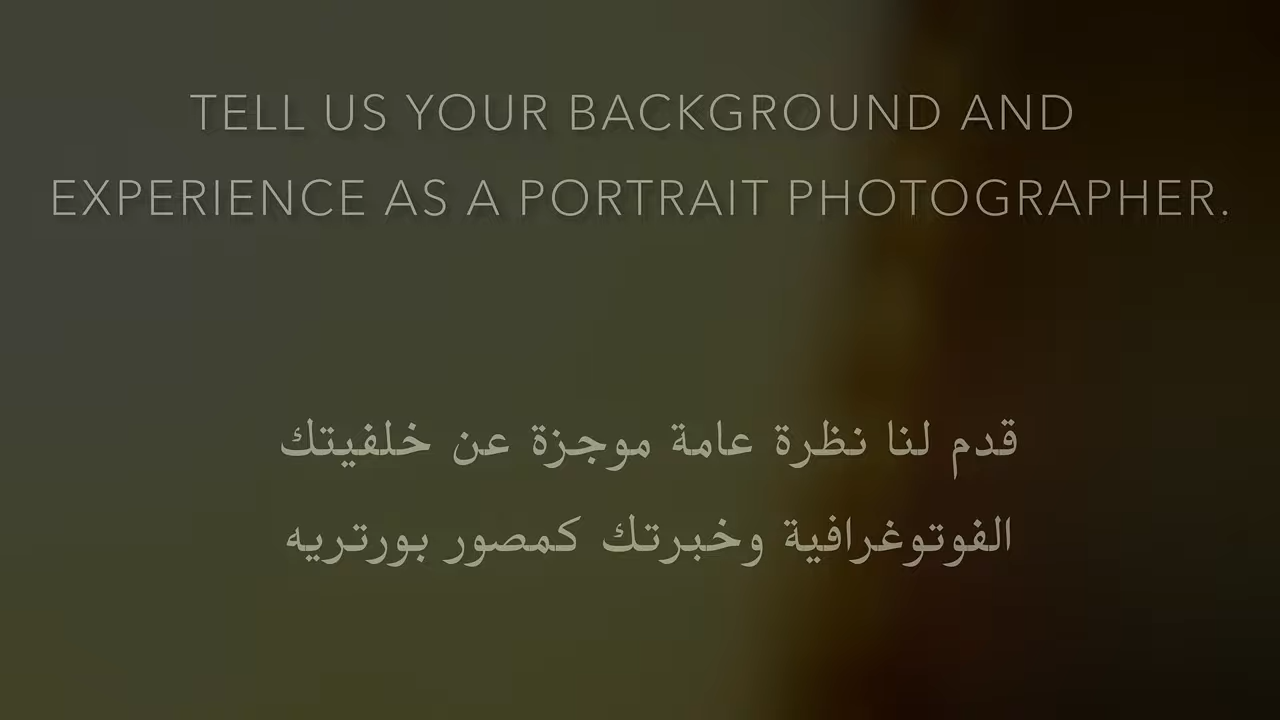 TELL US YOUR BACKGROUND AND
EXPERIENCE AS A PORTRAIT PHOTOGRAPHER.
قدم لنا نظرة عامة موجزة عن خلفيتك
الفوتوغرافية وخبرتك كمصور بورتريه